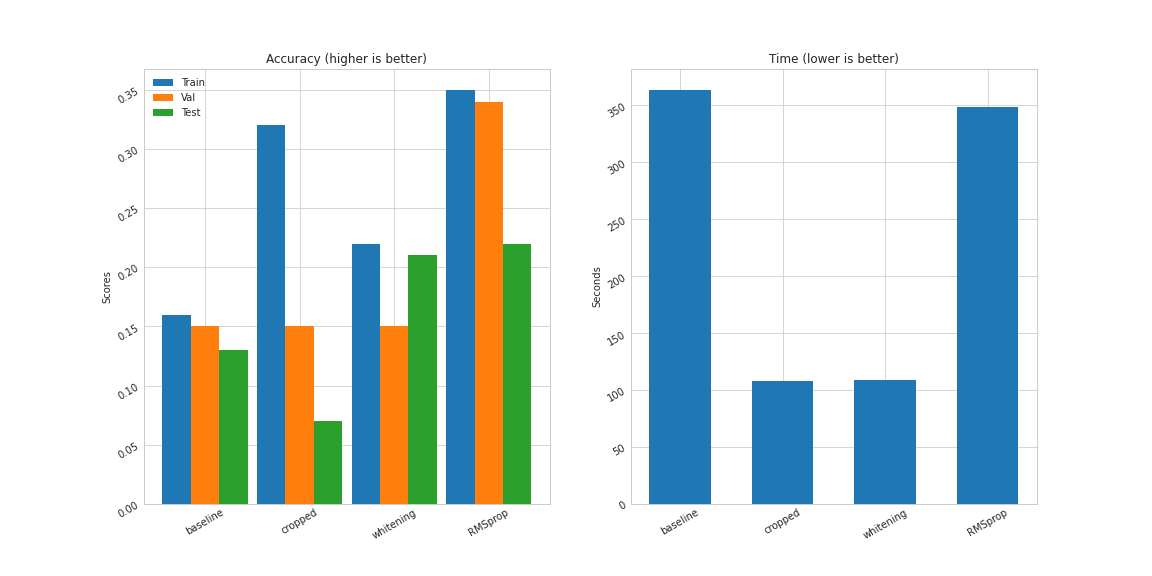 Accuracy (higher is better)
Train
Val
Test
Scores
0.35
0.30
0.25
0.20
0.15
0.10
0.05
0.00
baseline
cropped
whitening
RMSprop
Time (lower is better)
Seconds
350
300
250
200
150
100
50
0
baseline
cropped
whitening
RMSprop